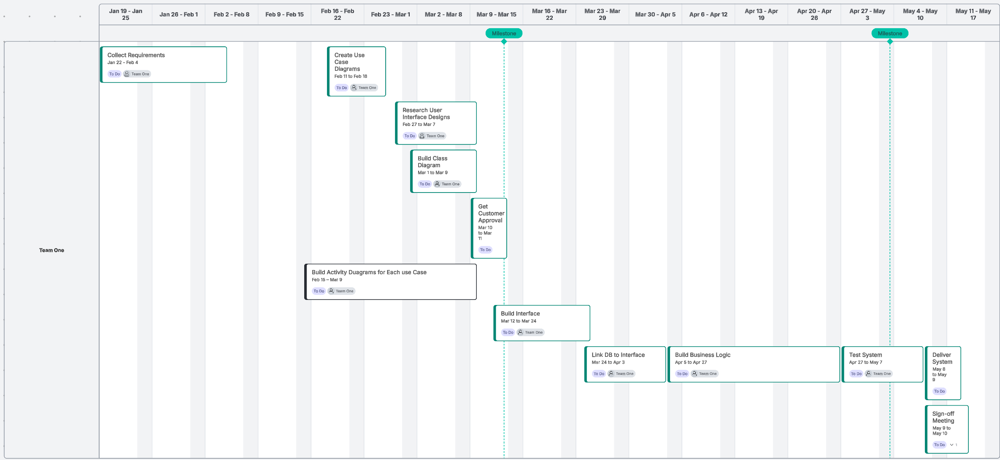 Jan 19 - Jan
25
Jan 26 - Feb 1
Feb 2 - Feb 8
Feb 9 - Feb 15
Feb 16 - Feb
22
Feb 23 - Mar 1
Mar 2 - Mar 8
Mar 9 - Mar 15
Mar 16 - Mar
22
Mar 23 - Mar
29
Mar 30 - Apr 5
Apr 6 - Apr 12
Apr 13 - Apr
19
Apr 20 - Apr
26
Apr 27 - May
3
May 4 - May
10
May 11 - May
17
Milestone
Milestone
Team One
Collect Requirements
Jan 22 - Feb 4
To Do
Team One
Create Use
Case
Diagrams
Feb 11 to Feb 18
To Do
Team One
Research User
Interface Designs
Feb 27 to Mar 7
To Do
Team One
Build Class
Diagram
Mar 1 to Mar 9
To Do
Team One
Get
Customer
Approval
Mar 10
to Mar
11
To Do
Build Activity Duagrams for Each use Case
Feb 15 – Mar 9
To Do
Team One
Build Interface
Mar 12 to Mar 24
To Do
Team One
Link DB to Interface
Mar 24 to Apr 3
To Do
Team One
Build Business Logic
Apr 5 to Apr 27
To Do
Team One
Test System
Apr 27 to May 7
To Do
Team One
Deliver
System
May 8
to May
9
To Do
Sign-off
Meeting
May 9 to
May 10
To Do
1